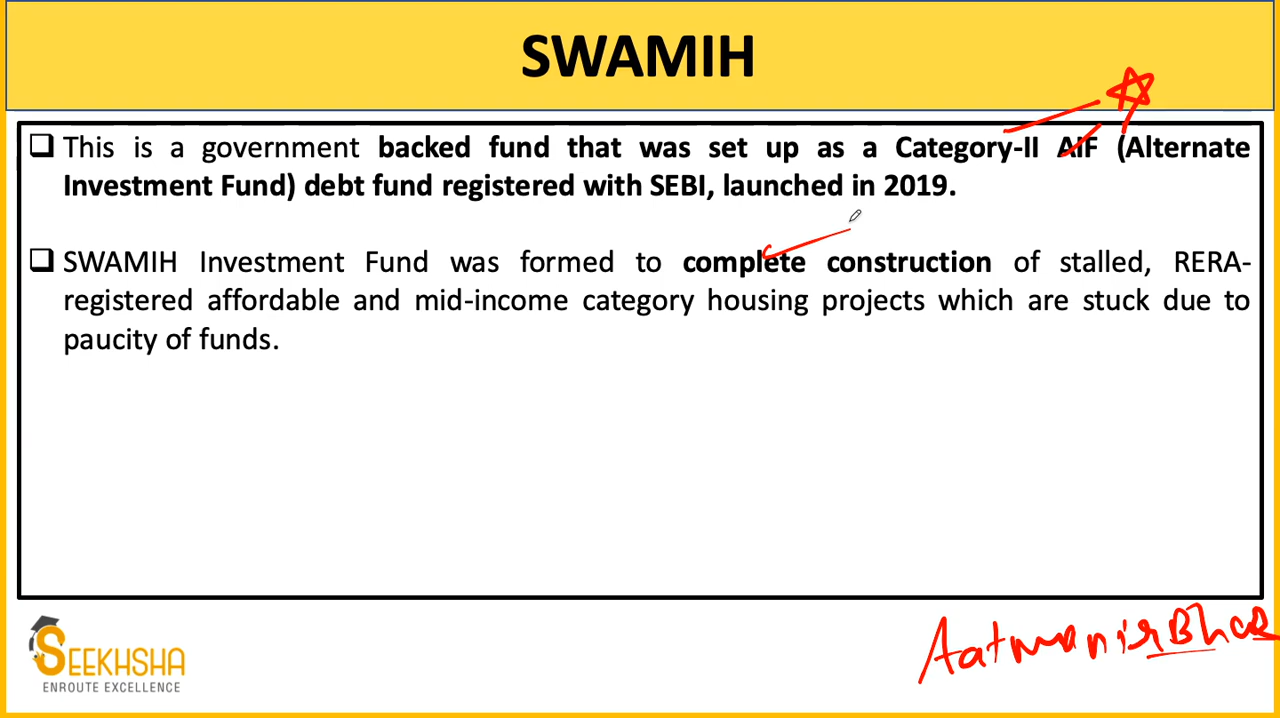 SWAMIH
❑ This is a government backed fund that was set up as a Category-II AIF (Alternate
Investment Fund) debt fund registered with SEBI, launched in 2019.
❑ SWAMIH Investment Fund was formed to complete construction of stalled, RERA-
registered affordable and mid-income category housing projects which are stuck due to
paucity of funds.
SEEKHSHA
ENROUTE EXCELLENCE
AatmanirBhar